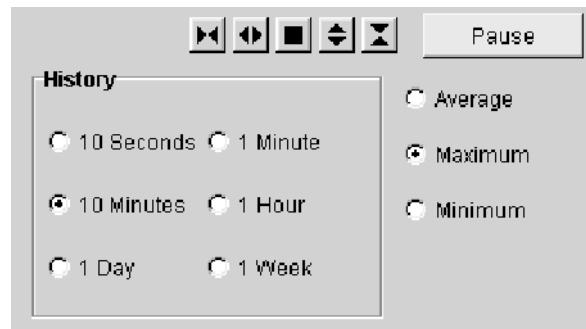 Pause
History
Average
10 Seconds 1 Minute
Maximum
10 Minutes 1 Hour
Minimum
1 Day 1 Week